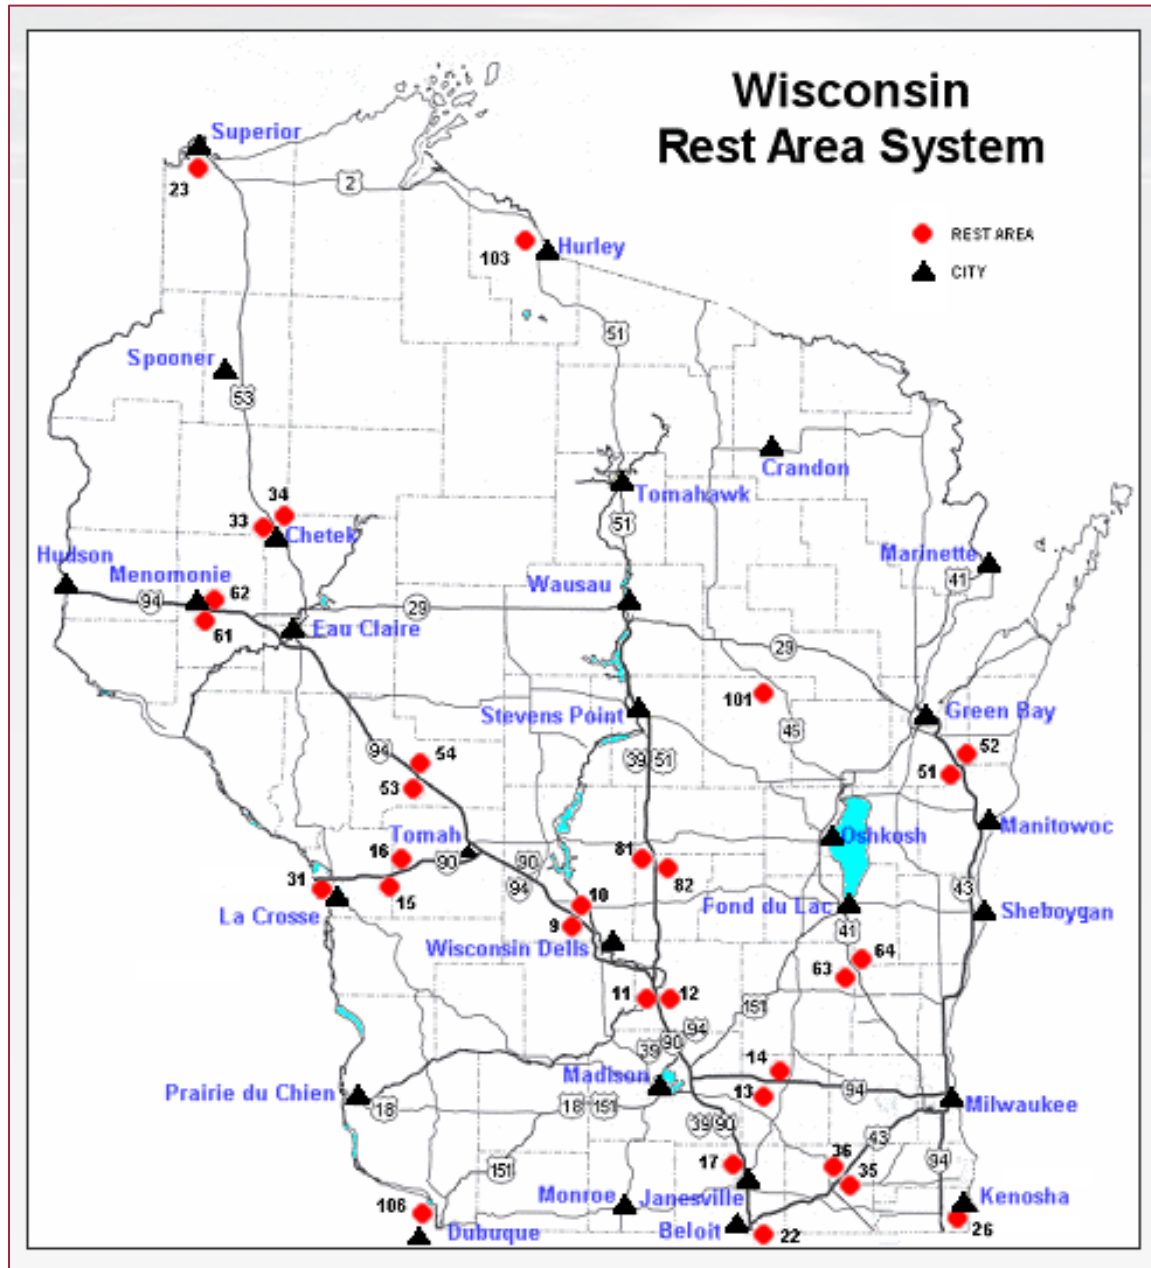 Wisconsin
Rest Area System
REST AREA
CITY
Superior
23
2
103
Hurley
51
Spooner
53
Crandon
Tomahawk
34
33
Chetek
51
Hudson
Menomonie
62
94
61
Eau Claire
29
Wausau
Marinette
41
29
101
45
Stevens Point
Green Bay
39
51
94
54
53
52
51
Tomah
Oshkosh
Manitowoc
16
90
90
94
81
82
31
15
La Crosse
10
9
Wisconsin Dells
Fond du Lac
43
Sheboygan
41
64
63
11
12
151
94
90
39
14
Madison
13
94
Prairie du Chien
18
18
151
Milwaukee
39
90
43
94
17
36
35
151
Monroe
Janesville
Kenosha
108
Dubuque
Beloit
22
26